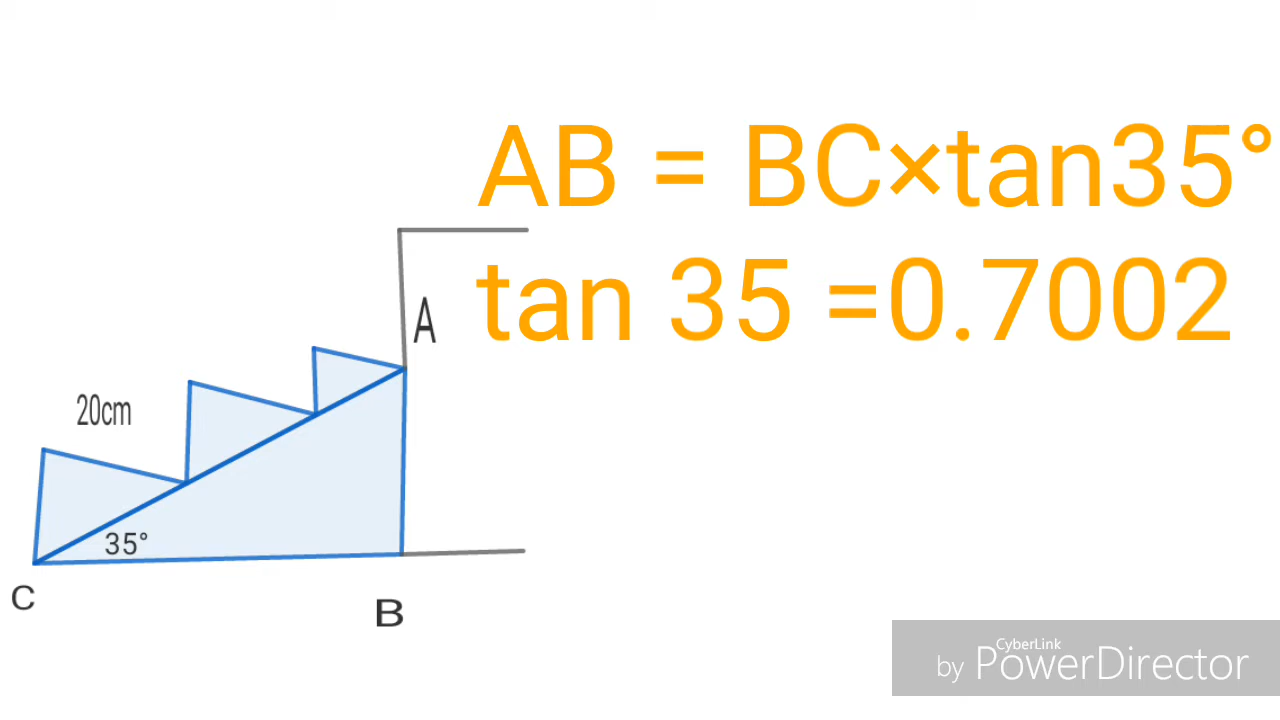 AB = BC×tan35°
tan 35 =0.7002
A
20cm
35°
C
B
CyberLink
by PowerDirector